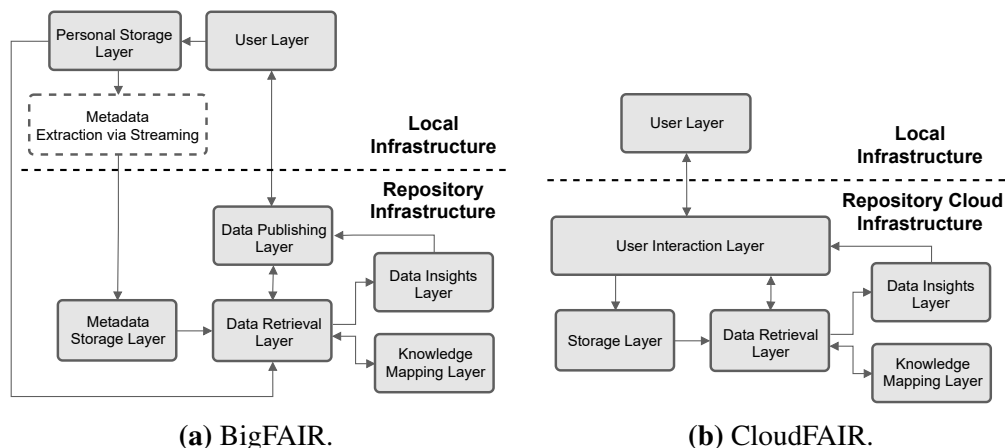 Personal Storage
Layer
User Layer
Metadata
Extraction via Streaming
Local
Infrastructure
Repository
Infrastructure
Data Publishing
Layer
Data Insights
Layer
Metadata
Storage Layer
Data Retrieval
Layer
Knowledge
Mapping Layer
(a) BigFAIR.
User Layer
Local
Infrastructure
Repository Cloud
Infrastructure
User Interaction Layer
Data Insights
Layer
Storage Layer
Data Retrieval
Layer
Knowledge
Mapping Layer
(b) CloudFAIR.